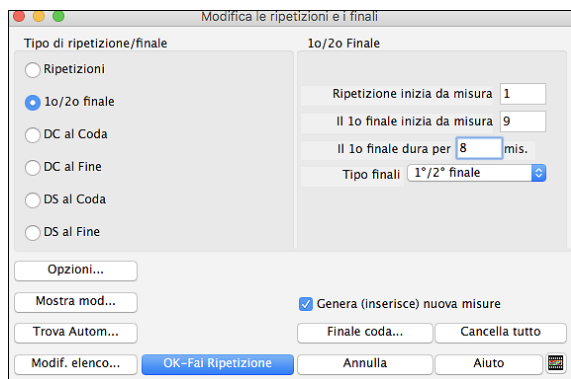 Modifica le ripetizioni e i finali
Tipo di ripetizione/finale
Ripetizioni
1o/2o finale
DC al Coda
DC al Fine
DS al Coda
DS al Fine
1o/2o Finale
Ripetizione inizia da misura 1
Il 1o finale inizia da misura 9
Il 1o finale dura per 8 mis.
Tipo finali 1°/2° finale
Opzioni...
Mostra mod...
Genera (inserisce) nuova misure
Trova Autom...
Finale coda...
Cancella tutto
Modif. elenco...
OK-Fai Ripetizione
Annulla
Aiuto